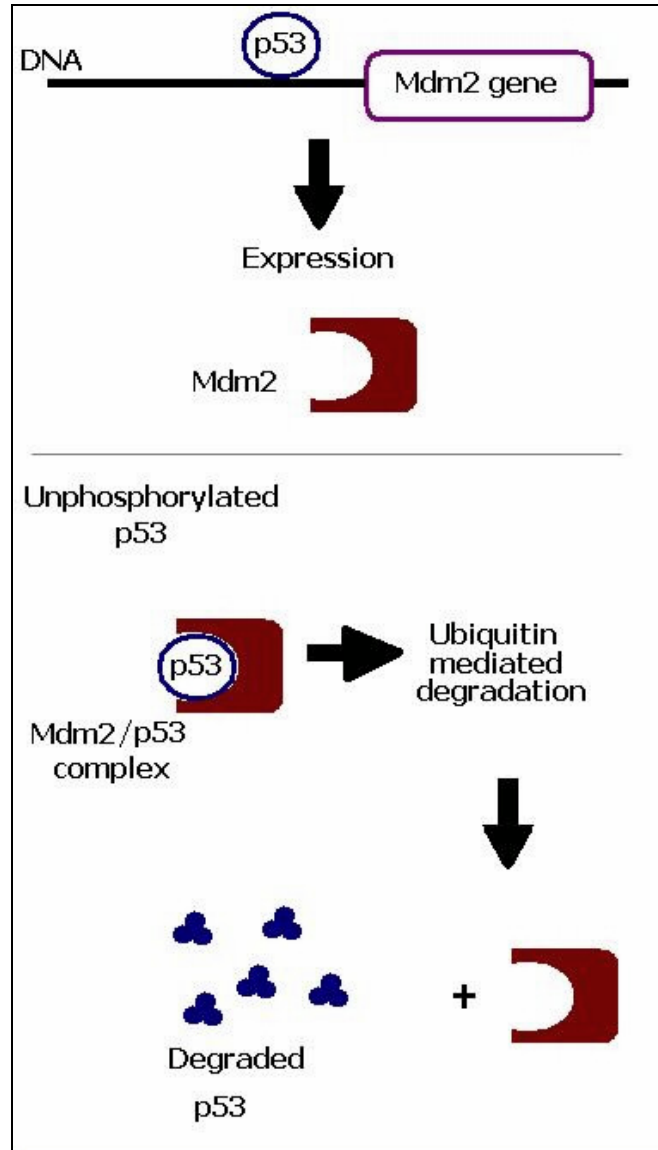 p53
DNA
Mdm2 gene
Expression
Mdm2
Unphosphorylated
p53
p53
Ubiquitin
mediated
degradation
Mdm2/p53
complex
+
Degraded
p53